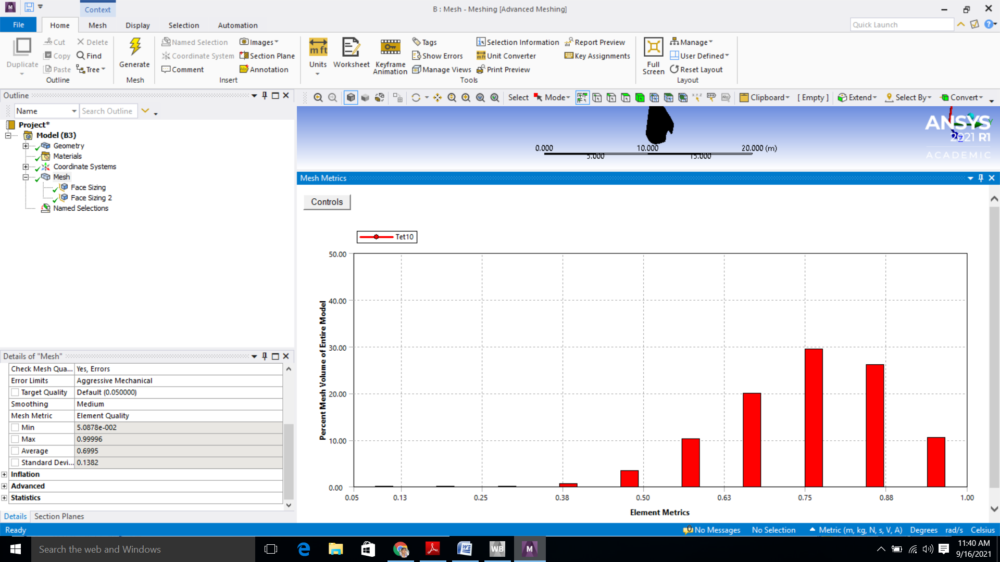 M
Context
B : Mesh - Meshing [Advanced Meshing]
File
Home
Mesh
Display
Selection
Automation
Quick Launch
Duplicate
Cut
Copy
Paste
Delete
Find
Tree
Outline
Generate
Mesh
Named Selection
Coordinate System
Comment
Images
Section Plane
Annotation
Insert
Units
Worksheet
Keyframe
Animation
Tags
Show Errors
Manage Views
Selection Information
Unit Converter
Print Preview
Report Preview
Key Assignments
Tools
Full
Screen
Manage
User Defined
Reset Layout
Layout
Outline
Select
Mode
Clipboard
[ Empty ]
Extend
Select By
Convert
Name
Search Outline
Project*
Model (B3)
Geometry
Materials
Coordinate Systems
Mesh
Face Sizing
Face Sizing 2
Named Selections
ANSYS
2021 R1
ACADEMIC
0.000
10.000
20.000 (m)
5.000
15.000
Mesh Metrics
Controls
Tet10
50.00
40.00
30.00
20.00
10.00
0.00
Percent Mesh Volume of Entire Model
0.05
0.13
0.25
0.38
0.50
0.63
0.75
0.88
1.00
Element Metrics
Details of "Mesh"
Check Mesh Qua... Yes, Errors
Error Limits Aggressive Mechanical
Target Quality Default (0.050000)
Smoothing Medium
Mesh Metric Element Quality
Min 5.0878e-002
Max 0.99996
Average 0.6995
Standard Devi... 0.1382
Inflation
Advanced
Statistics
Details
Section Planes
Ready
No Messages
No Selection
Metric (m, kg, N, s, V, A)
Degrees
rad/s
Celsius
Search the web and Windows
WB
M
11:40 AM
9/16/2021